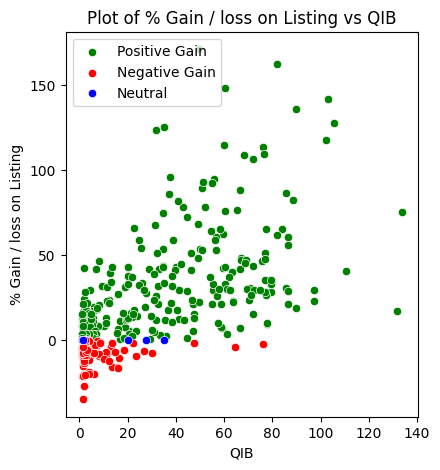 Plot of % Gain / loss on Listing vs QIB
Positive Gain
Negative Gain
Neutral
150
100
50
0
% Gain / loss on Listing
0 20 40 60 80 100 120 140
QIB